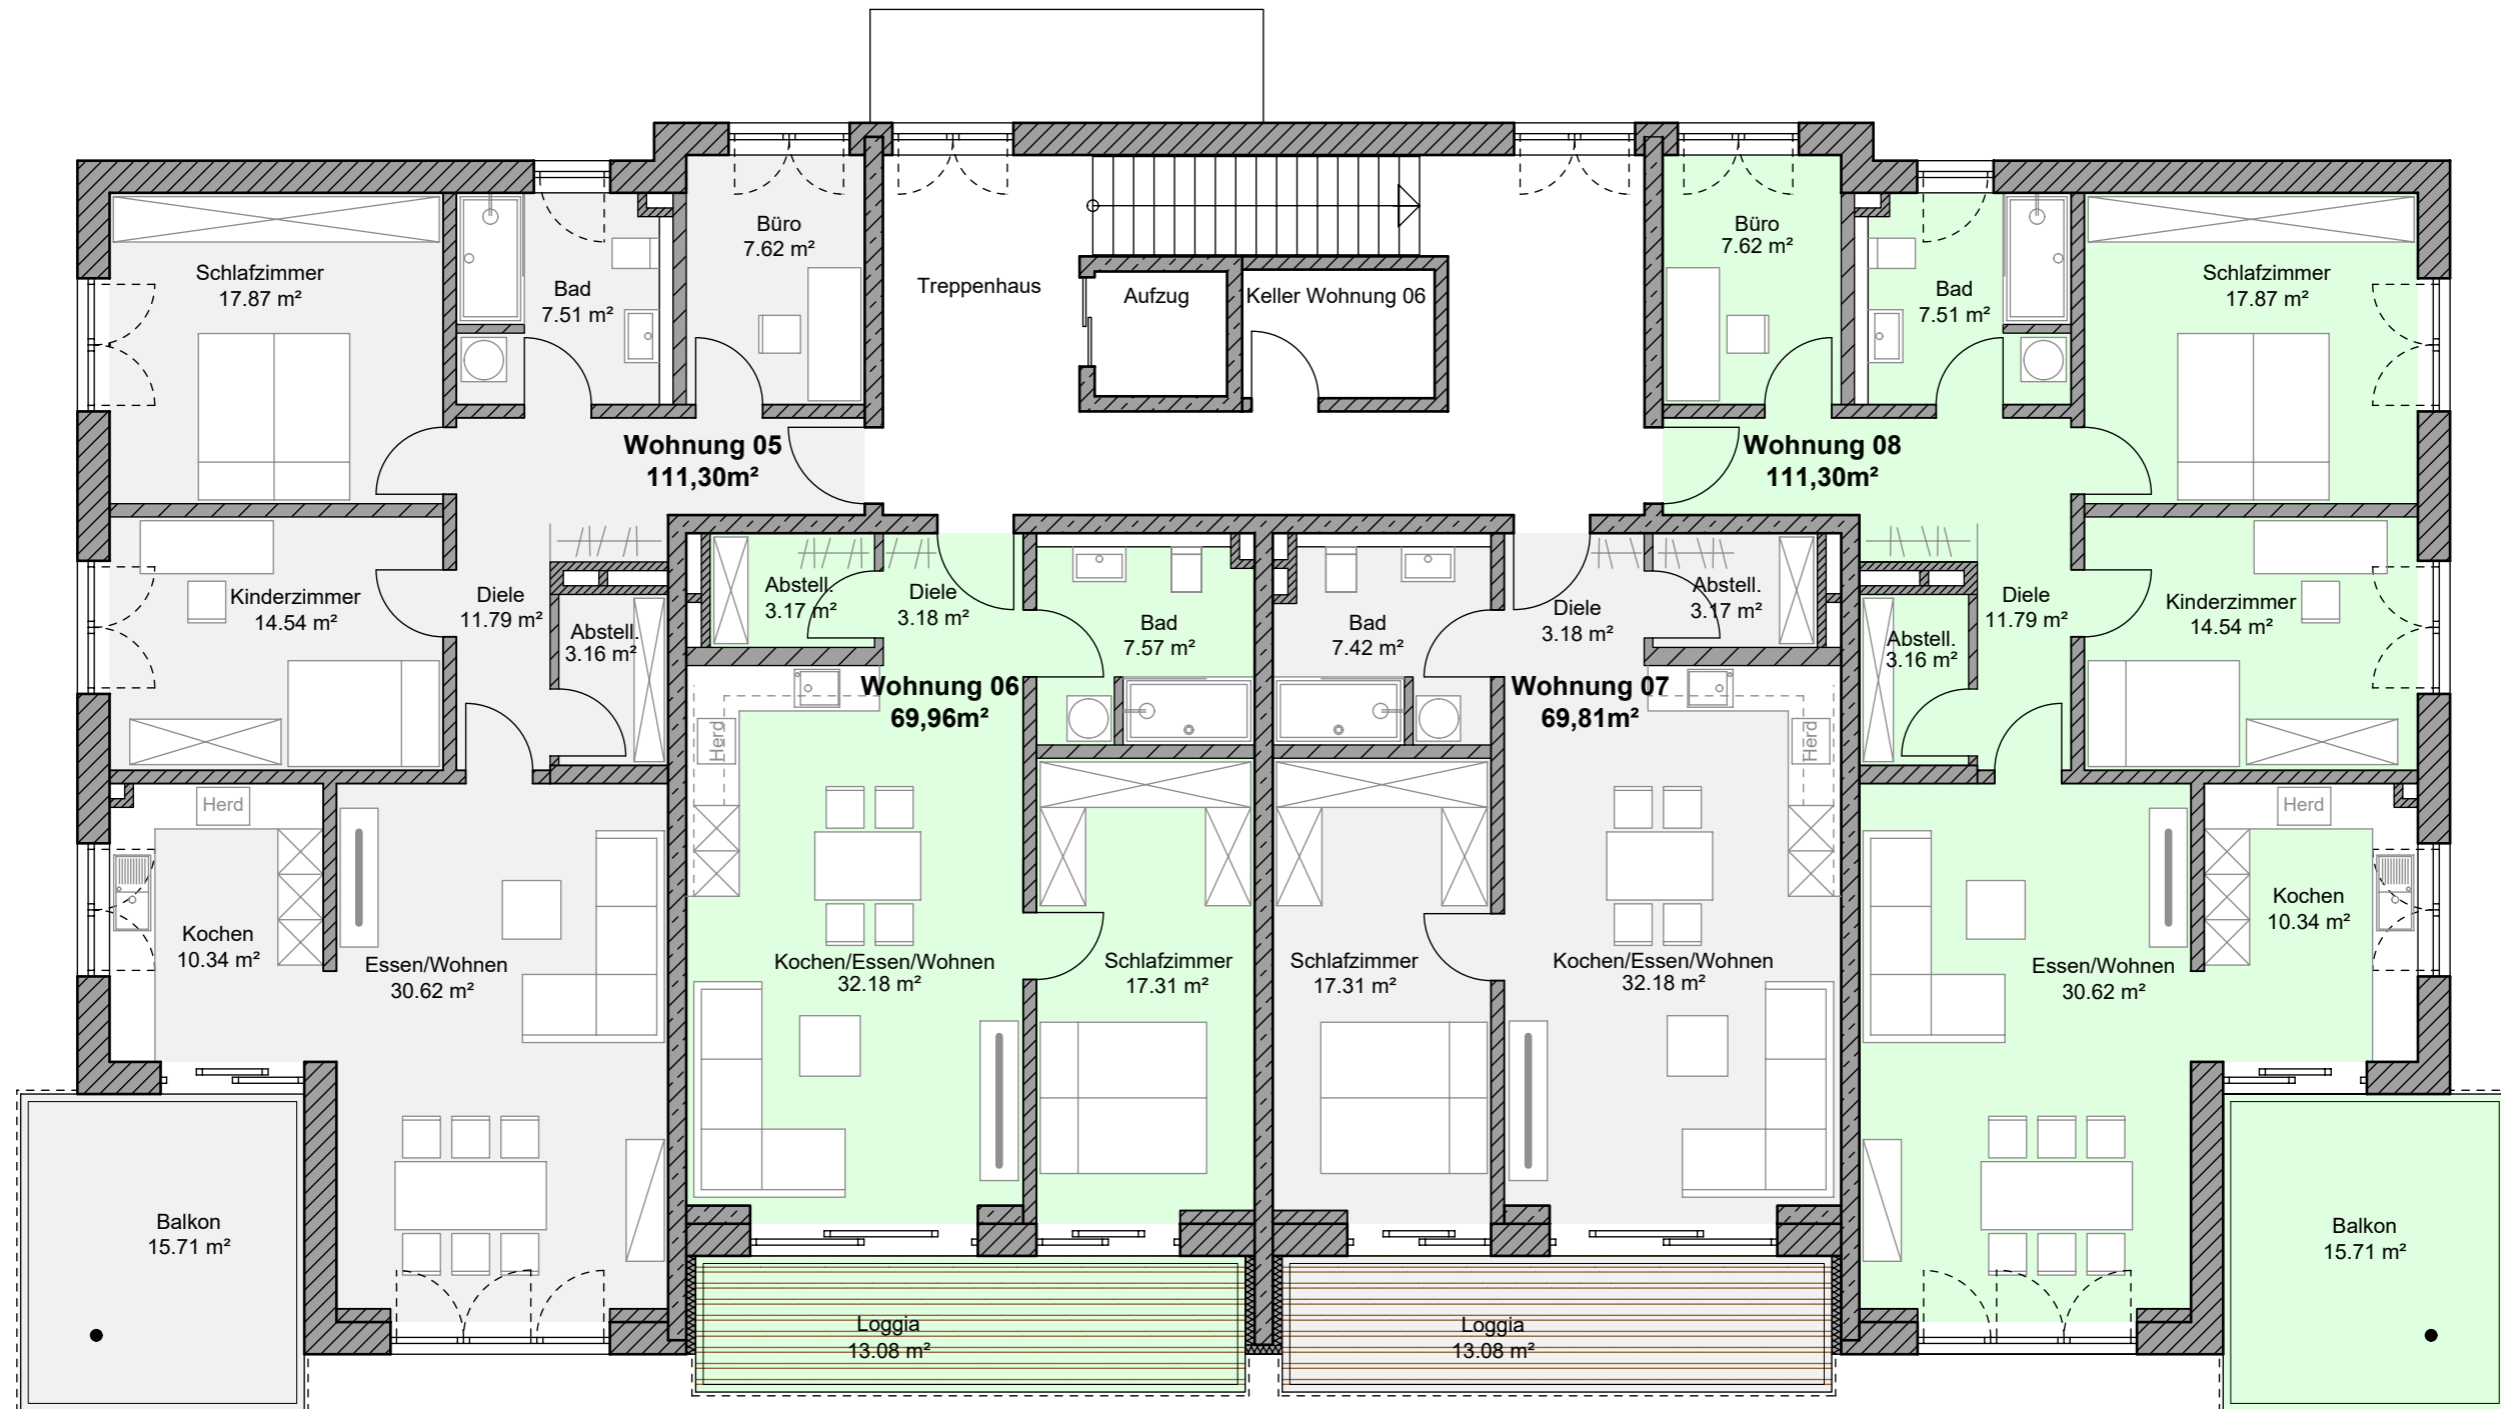 Schlafzimmer
17.87 m²
Bad
7.51 m²
Büro
7.62 m²
Treppenhaus
Aufzug
Keller Wohnung 06
Büro
7.62 m²
Bad
7.51 m²
Schlafzimmer
17.87 m²
Wohnung 05
111,30m²
Wohnung 08
111,30m²
Kinderzimmer
14.54 m²
Diele
11.79 m²
Abstell.
3.16 m²
Abstell.
3.17 m²
Diele
3.18 m²
Bad
7.57 m²
Bad
7.42 m²
Diele
3.18 m²
Abstell.
3.17 m²
Abstell.
3.16 m²
Diele
11.79 m²
Kinderzimmer
14.54 m²
Wohnung 06
69,96m²
Wohnung 07
69,81m²
Herd
Herd
Herd
Herd
Kochen
10.34 m²
Essen/Wohnen
30.62 m²
Kochen/Essen/Wohnen
32.18 m²
Schlafzimmer
17.31 m²
Schlafzimmer
17.31 m²
Kochen/Essen/Wohnen
32.18 m²
Essen/Wohnen
30.62 m²
Kochen
10.34 m²
Balkon
15.71 m²
Loggia
13.08 m²
Loggia
13.08 m²
Balkon
15.71 m²